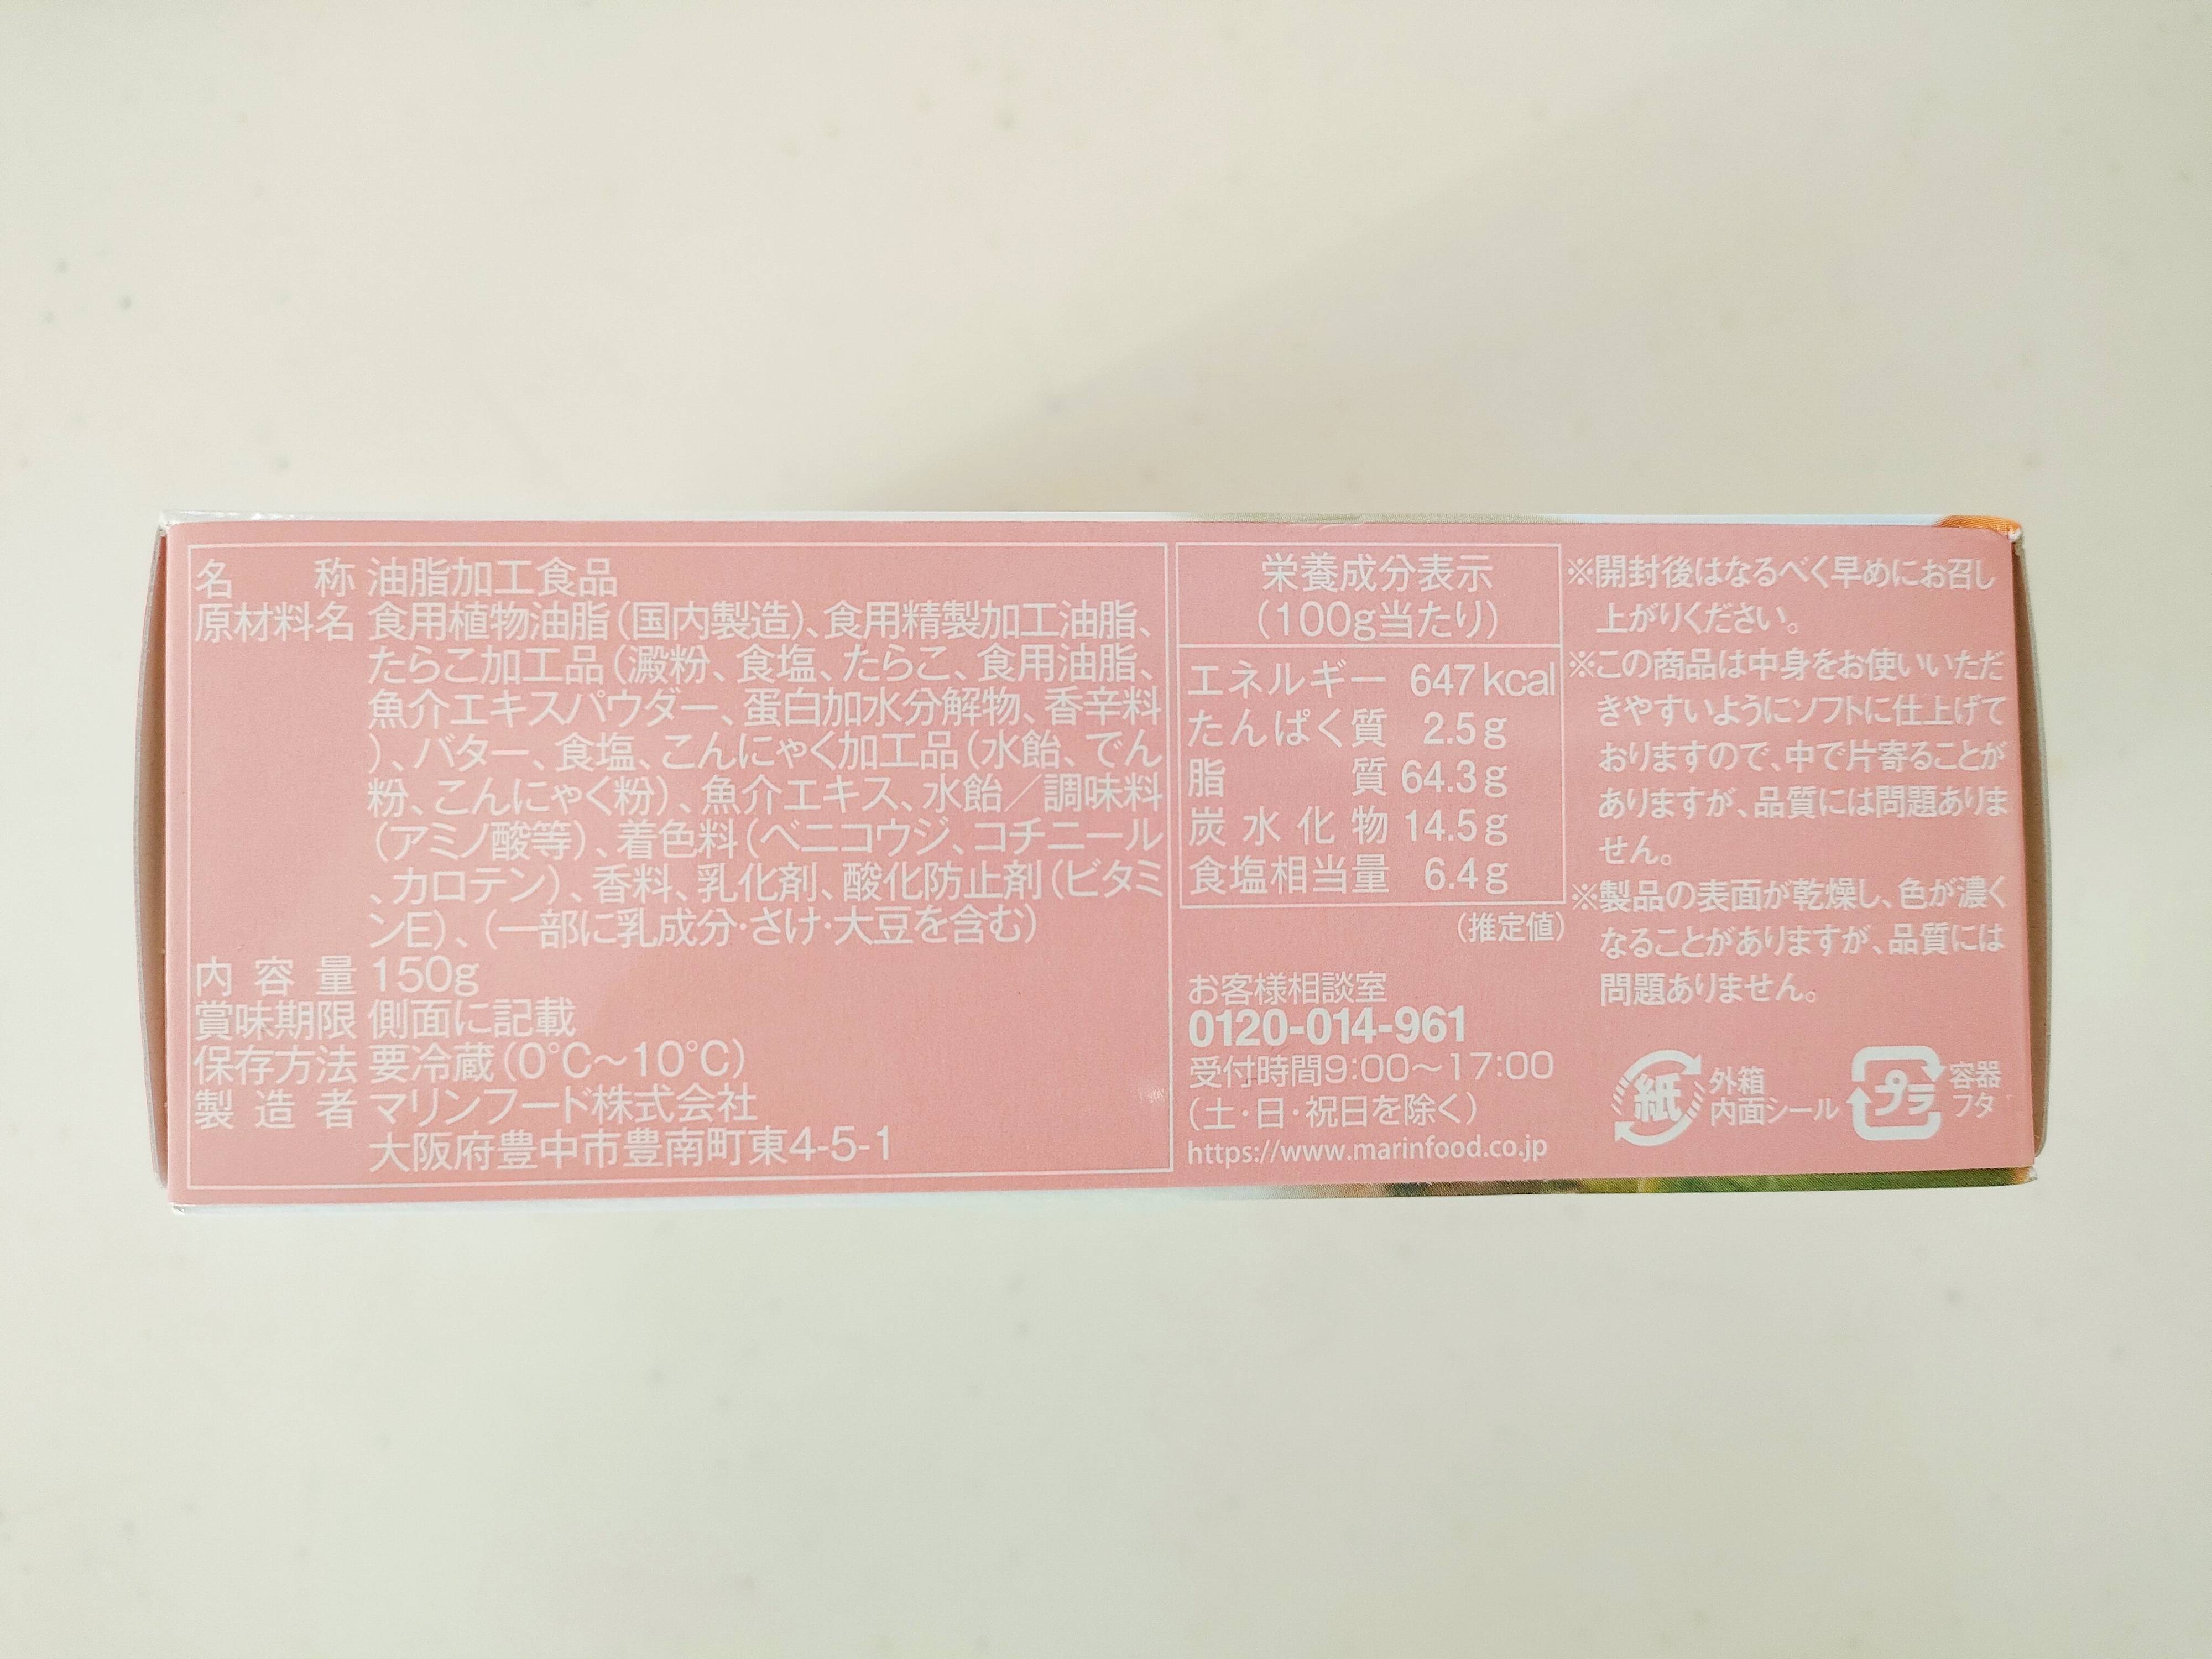 名称 油脂加工食品
原材料名 食用植物油脂(国内製造)、食用精製加工油脂、
たらこ加工品(澱粉、食塩、たらこ、食用油脂、
魚介エキスパウダー、蛋白加水分解物、香辛料
)、バター、食塩、こんにゃく加工品(水飴、でん
粉、こんにゃく粉)、魚介エキス、水飴/調味料
(アミノ酸等)、着色料(ベニコウジ、コチニール
、カロテン)、香料、乳化剤、酸化防止剤(ビタミ
ンE)、(一部に乳成分・さけ・大豆を含む)
内容量 150g
賞味期限 側面に記載
保存方法 要冷蔵(0℃～10℃)
製造者 マリンフード株式会社
大阪府豊中市豊南町東4-5-1
栄養成分表示
(100g当たり)
エネルギー 647kcal
たんぱく質 2.5g
脂質 64.3g
炭水化物 14.5g
食塩相当量 6.4g
(推定値)
お客様相談室
0120-014-961
受付時間9:00～17:00
(土・日・祝日を除く)
https://www.marinfood.co.jp
※開封後はなるべく早めにお召し
上がりください。
※この商品は中身をお使いいただ
きやすいようにソフトに仕上げて
おりますので、中で片寄ることが
ありますが、品質には問題ありま
せん。
※製品の表面が乾燥し、色が濃く
なることがありますが、品質には
問題ありません。
紙 外箱
内面シール
プラ 容器
フタ